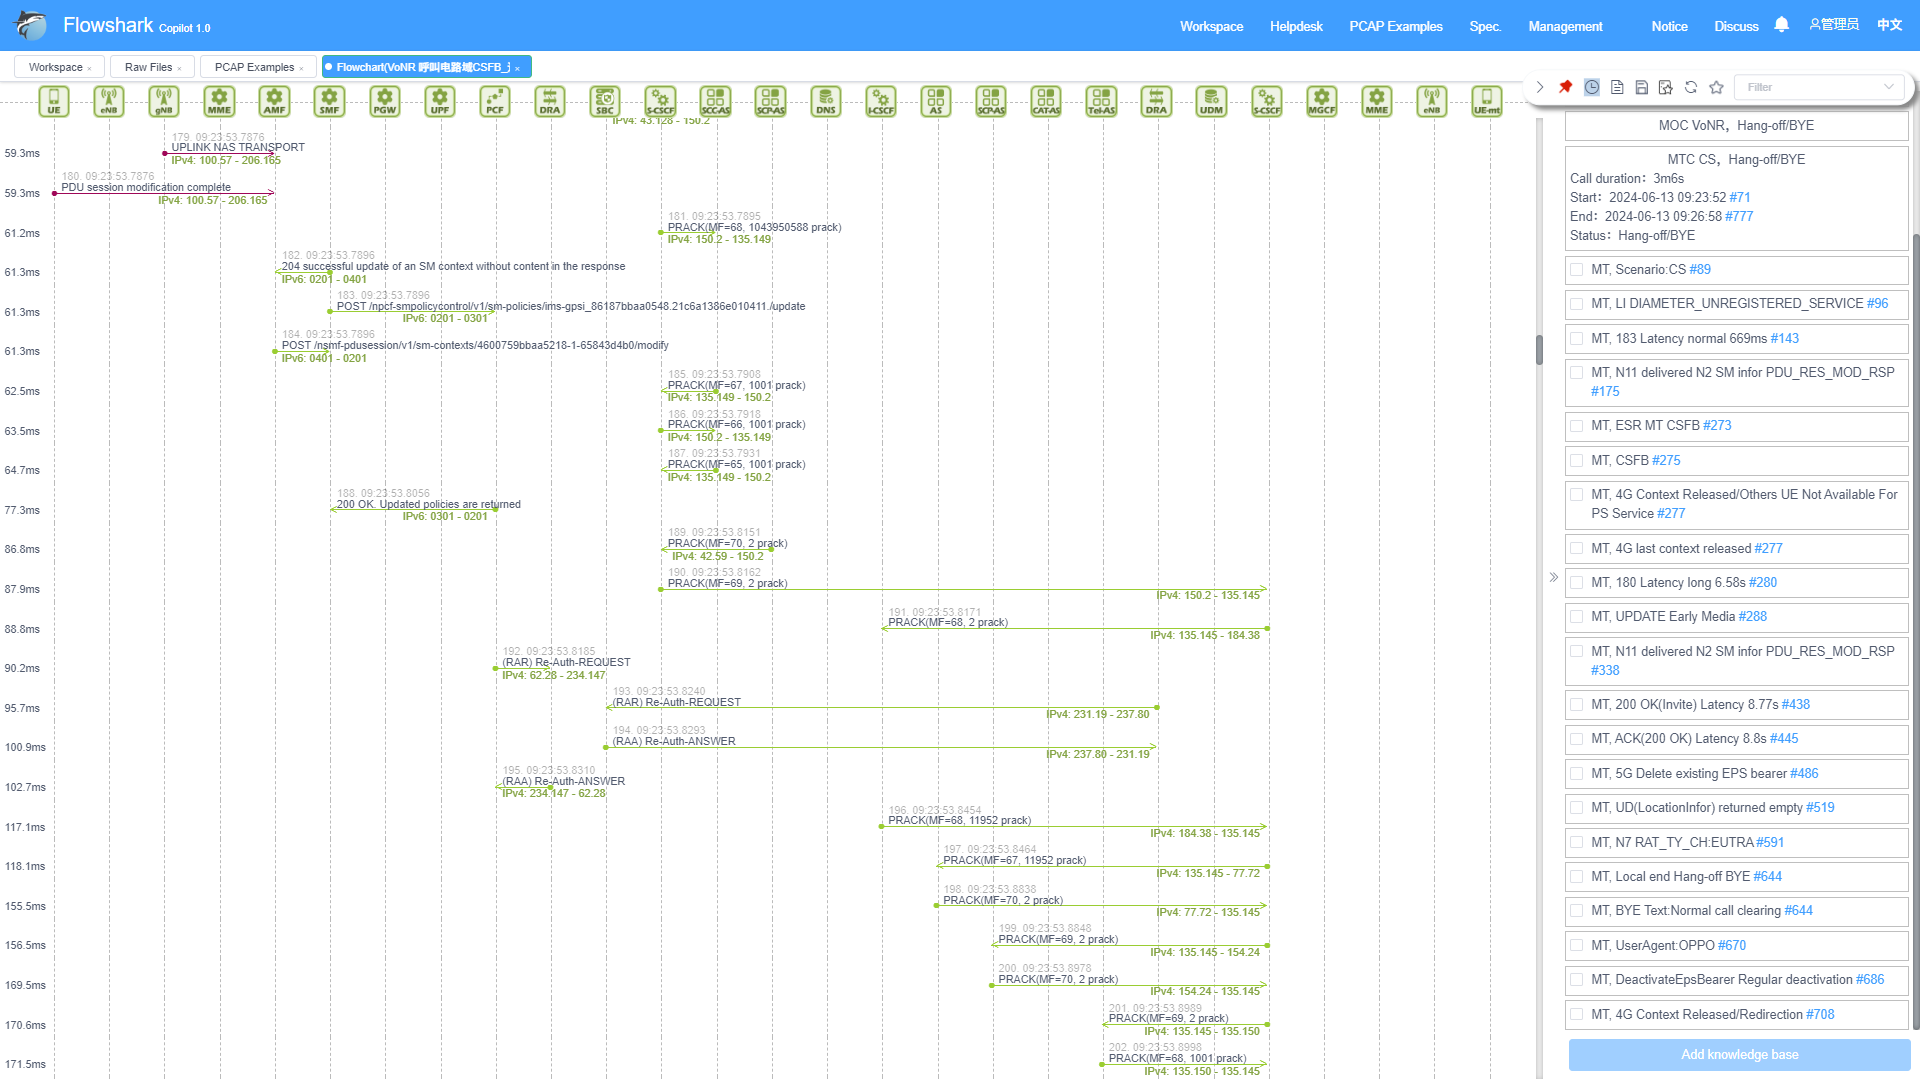 Flowshark Copilot 1.0
Workspace Helpdesk PCAP Examples Spec. Management Notice Discuss 管理员 中文
Workspace × Raw Files × PCAP Examples ×
UE eNB gNB MME AMF SMF PGW UPF PCF DRA SBC S-CSCF SCC-AS SCP-AS DNS I-CSCF AS SCP-AS CAT-AS Tel-AS DRA UDM S-CSCF MGCF MME eNB UE-mt
Filter
IPv4: 43.128 - 150.2
179. 09:23:53.7876
59.3ms UPLINK NAS TRANSPORT
IPv4: 100.57 - 206.165
180. 09:23:53.7876
59.3ms PDU session modification complete
IPv4: 100.57 - 206.165
181. 09:23:53.7895
61.2ms PRACK(MF=68, 1043950588 prack)
IPv4: 150.2 - 135.149
182. 09:23:53.7896
61.3ms 204 successful update of an SM context without content in the response
IPv6: 0201 - 0401
183. 09:23:53.7896
61.3ms POST /npcf-smpolicycontrol/v1/sm-policies/ims-gpsi_86187bbaa0548.21c6a1386e010411./update
IPv6: 0201 - 0301
184. 09:23:53.7896
61.3ms POST /nsmf-pdusession/v1/sm-contexts/4600759bbaa5218-1-65843d4b0/modify
IPv6: 0401 - 0201
185. 09:23:53.7908
62.5ms PRACK(MF=67, 1001 prack)
IPv4: 135.149 - 150.2
186. 09:23:53.7918
63.5ms PRACK(MF=66, 1001 prack)
IPv4: 150.2 - 135.149
187. 09:23:53.7931
64.7ms PRACK(MF=65, 1001 prack)
IPv4: 135.149 - 150.2
188. 09:23:53.8056
77.3ms 200 OK. Updated policies are returned
IPv6: 0301 - 0201
189. 09:23:53.8151
86.8ms PRACK(MF=70, 2 prack)
IPv4: 42.59 - 150.2
190. 09:23:53.8162
87.9ms PRACK(MF=69, 2 prack)
IPv4: 150.2 - 135.145
191. 09:23:53.8171
88.8ms PRACK(MF=68, 2 prack)
IPv4: 135.145 - 184.38
192. 09:23:53.8185
90.2ms (RAR) Re-Auth-REQUEST
IPv4: 62.28 - 234.147
193. 09:23:53.8240
95.7ms (RAR) Re-Auth-REQUEST
IPv4: 231.19 - 237.80
194. 09:23:53.8293
100.9ms (RAA) Re-Auth-ANSWER
IPv4: 237.80 - 231.19
195. 09:23:53.8310
102.7ms (RAA) Re-Auth-ANSWER
IPv4: 234.147 - 62.28
196. 09:23:53.8454
117.1ms PRACK(MF=68, 11952 prack)
IPv4: 184.38 - 135.145
197. 09:23:53.8464
118.1ms PRACK(MF=67, 11952 prack)
IPv4: 135.145 - 77.72
198. 09:23:53.8838
155.5ms PRACK(MF=70, 2 prack)
IPv4: 77.72 - 135.145
199. 09:23:53.8848
156.5ms PRACK(MF=69, 2 prack)
IPv4: 135.145 - 154.24
200. 09:23:53.8978
169.5ms PRACK(MF=70, 2 prack)
IPv4: 154.24 - 135.145
201. 09:23:53.8989
170.6ms PRACK(MF=69, 2 prack)
IPv4: 135.145 - 135.150
202. 09:23:53.8998
171.5ms PRACK(MF=68, 1001 prack)
IPv4: 135.150 - 135.145
MOC VoNR，Hang-off/BYE
MTC CS，Hang-off/BYE
Call duration：3m6s
Start：2024-06-13 09:23:52 #71
End：2024-06-13 09:26:58 #777
Status：Hang-off/BYE
MT, Scenario:CS #89
MT, LI DIAMETER_UNREGISTERED_SERVICE #96
MT, 183 Latency normal 669ms #143
MT, N11 delivered N2 SM infor PDU_RES_MOD_RSP
#175
MT, ESR MT CSFB #273
MT, CSFB #275
MT, 4G Context Released/Others UE Not Available For
PS Service #277
MT, 4G last context released #277
MT, 180 Latency long 6.58s #280
MT, UPDATE Early Media #288
MT, N11 delivered N2 SM infor PDU_RES_MOD_RSP
#338
MT, 200 OK(Invite) Latency 8.77s #438
MT, ACK(200 OK) Latency 8.8s #445
MT, 5G Delete existing EPS bearer #486
MT, UD(LocationInfor) returned empty #519
MT, N7 RAT_TY_CH:EUTRA #591
MT, Local end Hang-off BYE #644
MT, BYE Text:Normal call clearing #644
MT, UserAgent:OPPO #670
MT, DeactivateEpsBearer Regular deactivation #686
MT, 4G Context Released/Redirection #708
Add knowledge base